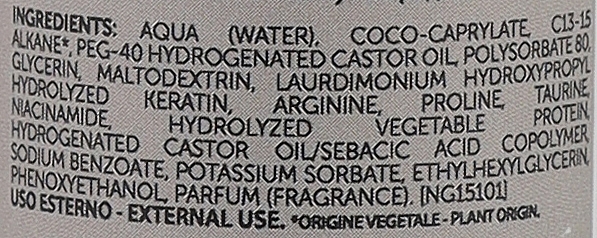 INGREDIENTS: AQUA (WATER), COCO-CAPRYLATE, C13-15
ALKANE*, PEG-40 HYDROGENATED CASTOR OIL, POLYSORBATE 80,
GLYCERIN, MALTODEXTRIN, LAURDIMONIUM HYDROXYPROPYL
HYDROLYZED KERATIN, ARGININE, PROLINE, TAURINE,
NIACINAMIDE, HYDROLYZED VEGETABLE PROTEIN,
HYDROGENATED CASTOR OIL/SEBACIC ACID COPOLYMER,
SODIUM BENZOATE, POTASSIUM SORBATE, ETHYLHEXYLGLYCERIN,
PHENOXYETHANOL, PARFUM (FRAGRANCE). [NG15101]
USO ESTERNO - EXTERNAL USE. *ORIGINE VEGETALE - PLANT ORIGIN.